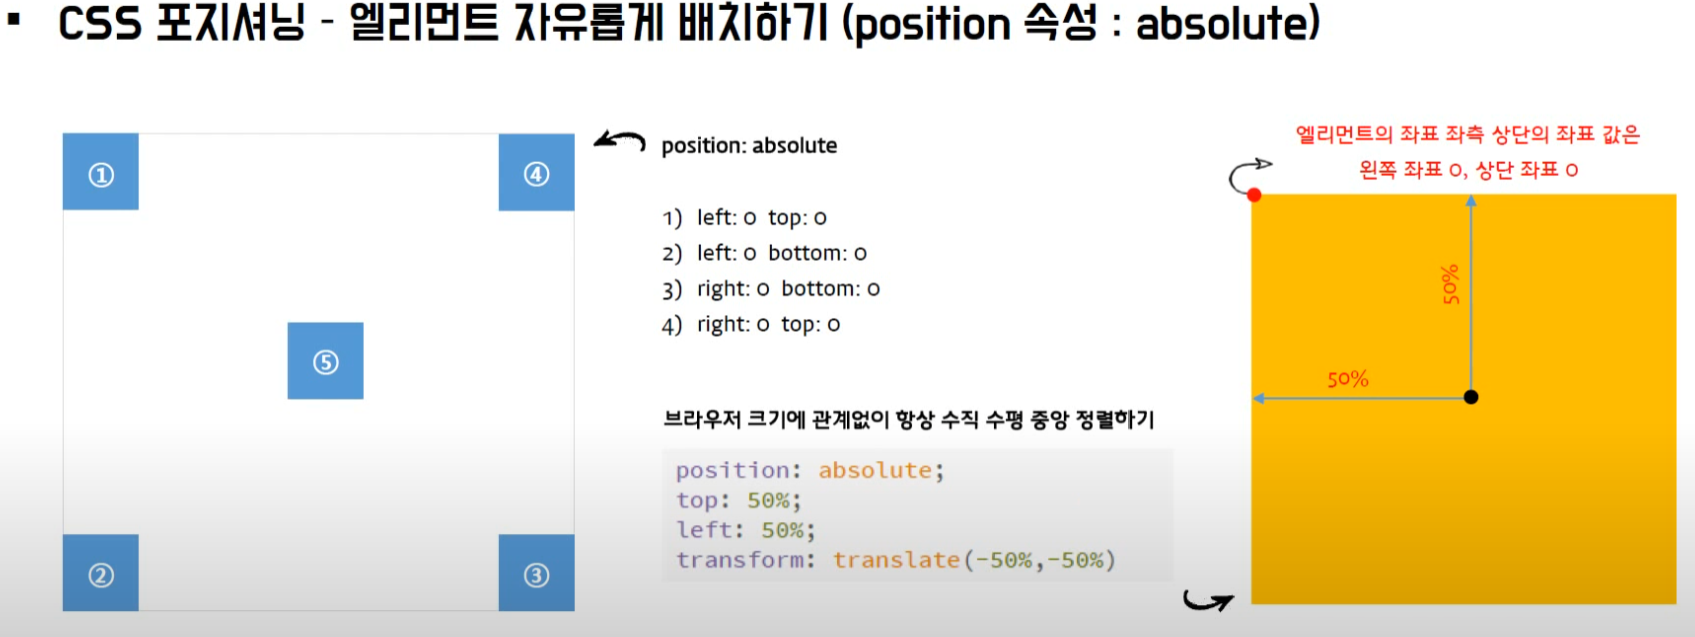 ▪ CSS 포지셔닝 - 엘리먼트 자유롭게 배치하기 (position 속성 : absolute)
①
④
⑤
②
③
position: absolute
1) left: 0 top: 0
2) left: 0 bottom: 0
3) right: 0 bottom: 0
4) right: 0 top: 0
브라우저 크기에 관계없이 항상 수직 수평 중앙 정렬하기
position: absolute;
top: 50%;
left: 50%;
transform: translate(-50%,-50%)
엘리먼트의 좌표 좌측 상단의 좌표 값은
왼쪽 좌표 0, 상단 좌표 0
50%
50%